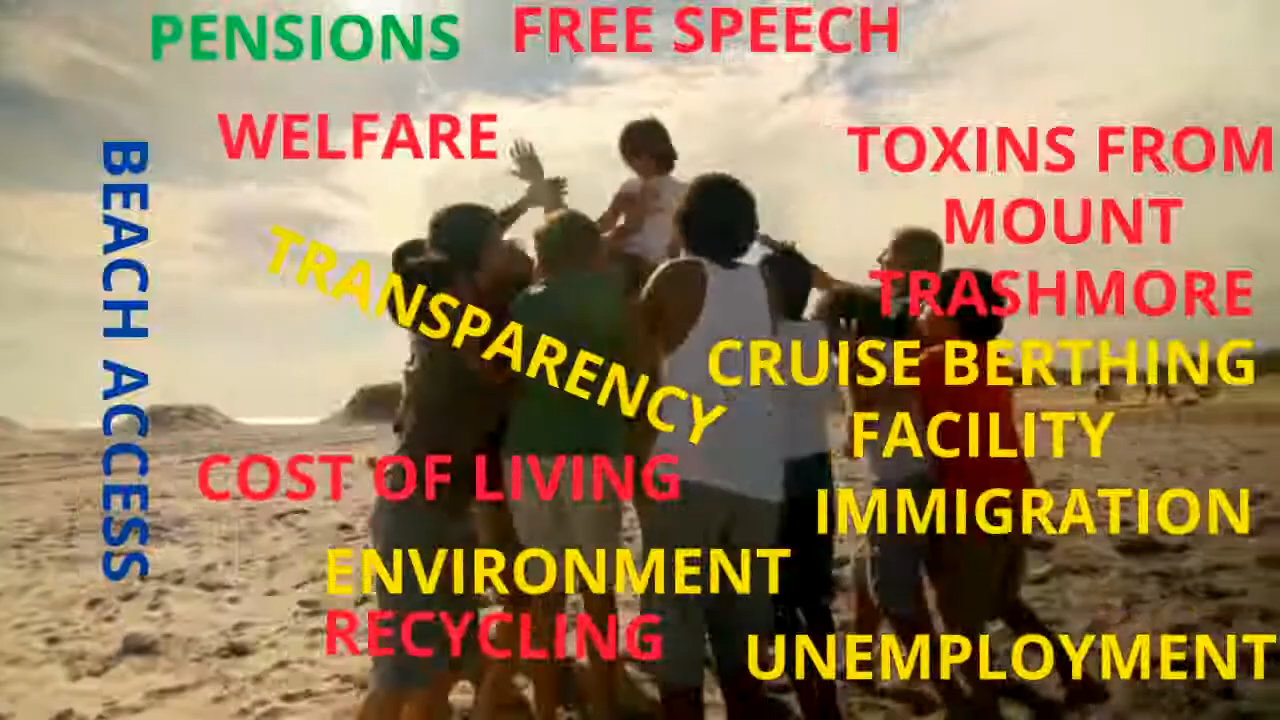 PENSIONS
FREE SPEECH
WELFARE
BEACH ACCESS
TOXINS FROM
MOUNT
TRASHMORE
TRANSPARENCY
CRUISE BERTHING
FACILITY
COST OF LIVING
IMMIGRATION
ENVIRONMENT
RECYCLING
UNEMPLOYMENT